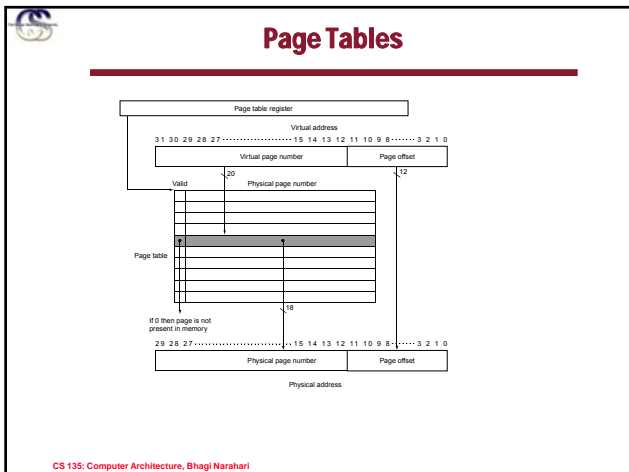 Page Tables
Page table register
Virtual address
31 30 29 28 27 ··················· 15 14 13 12 11 10 9 8 ······· 3 2 1 0
Virtual page number Page offset
20 12
Valid Physical page number
Page table
18
If 0 then page is not
present in memory
29 28 27 ··························· 15 14 13 12 11 10 9 8 ······· 3 2 1 0
Physical page number Page offset
Physical address
CS 135: Computer Architecture, Bhagi Narahari